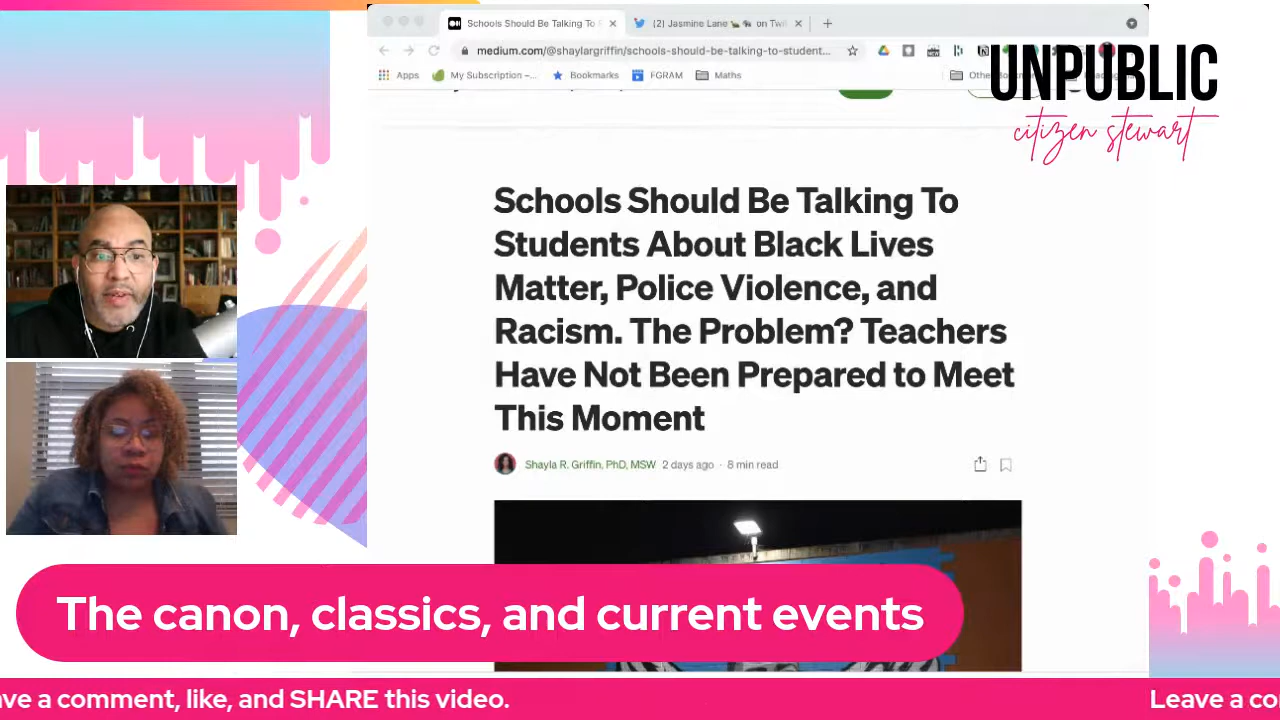 Schools Should Be Talking To S
(2) Jasmine Lane on Twit
medium.com/@shaylargriffin/schools-should-be-talking-to-student...
Apps
My Subscription –...
Bookmarks
FGRAM
Maths
UNPUBLIC
citizen stewart
Schools Should Be Talking To
Students About Black Lives
Matter, Police Violence, and
Racism. The Problem? Teachers
Have Not Been Prepared to Meet
This Moment
Shayla R. Griffin, PhD, MSW 2 days ago · 8 min read
The canon, classics, and current events
ve a comment, like, and SHARE this video.
Leave a co